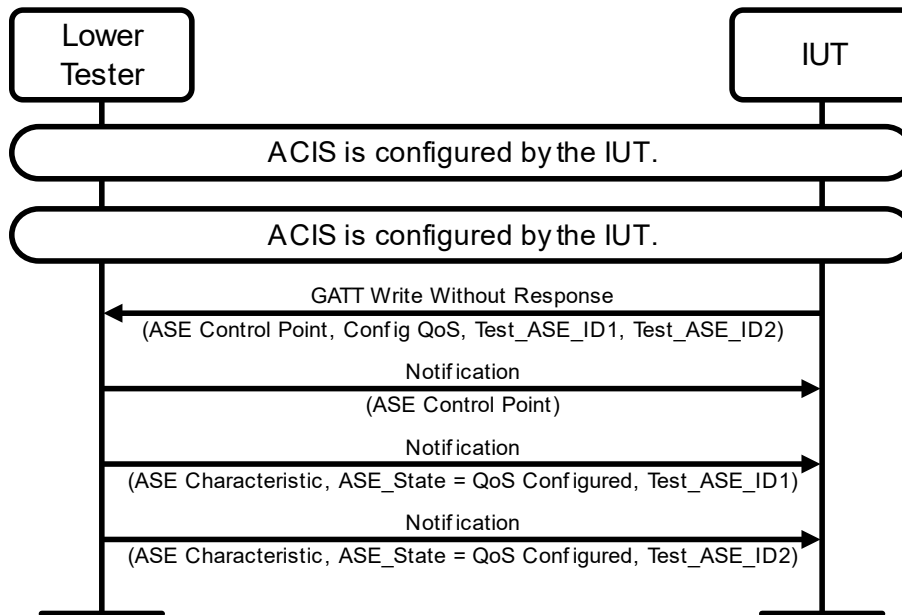 Lower
Tester
IUT
A CIS is configured by the IUT.
A CIS is configured by the IUT.
GATT Write Without Response
(ASE Control Point, Config QoS, Test_ASE_ID1, Test_ASE_ID2)
Notification
(ASE Control Point)
Notification
(ASE Characteristic, ASE_State = QoS Configured, Test_ASE_ID1)
Notification
(ASE Characteristic, ASE_State = QoS Configured, Test_ASE_ID2)